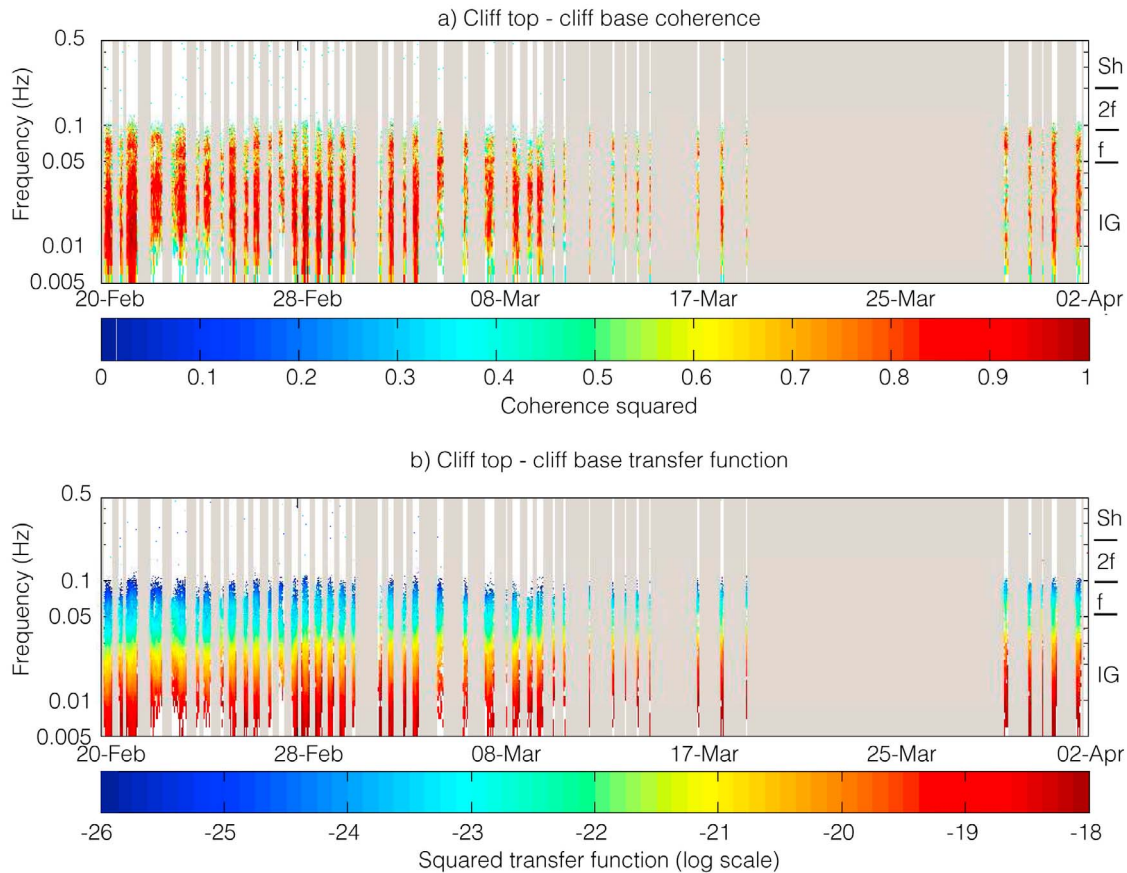 a) Cliff top - cliff base coherence
0.5
0.1
0.05
0.01
0.005
Frequency (Hz)
Sh
2f
f
IG
20-Feb 28-Feb 08-Mar 17-Mar 25-Mar 02-Apr
0 0.1 0.2 0.3 0.4 0.5 0.6 0.7 0.8 0.9 1
Coherence squared
b) Cliff top - cliff base transfer function
0.5
0.1
0.05
0.01
0.005
Frequency (Hz)
Sh
2f
f
IG
20-Feb 28-Feb 08-Mar 17-Mar 25-Mar 02-Apr
-26 -25 -24 -23 -22 -21 -20 -19 -18
Squared transfer function (log scale)